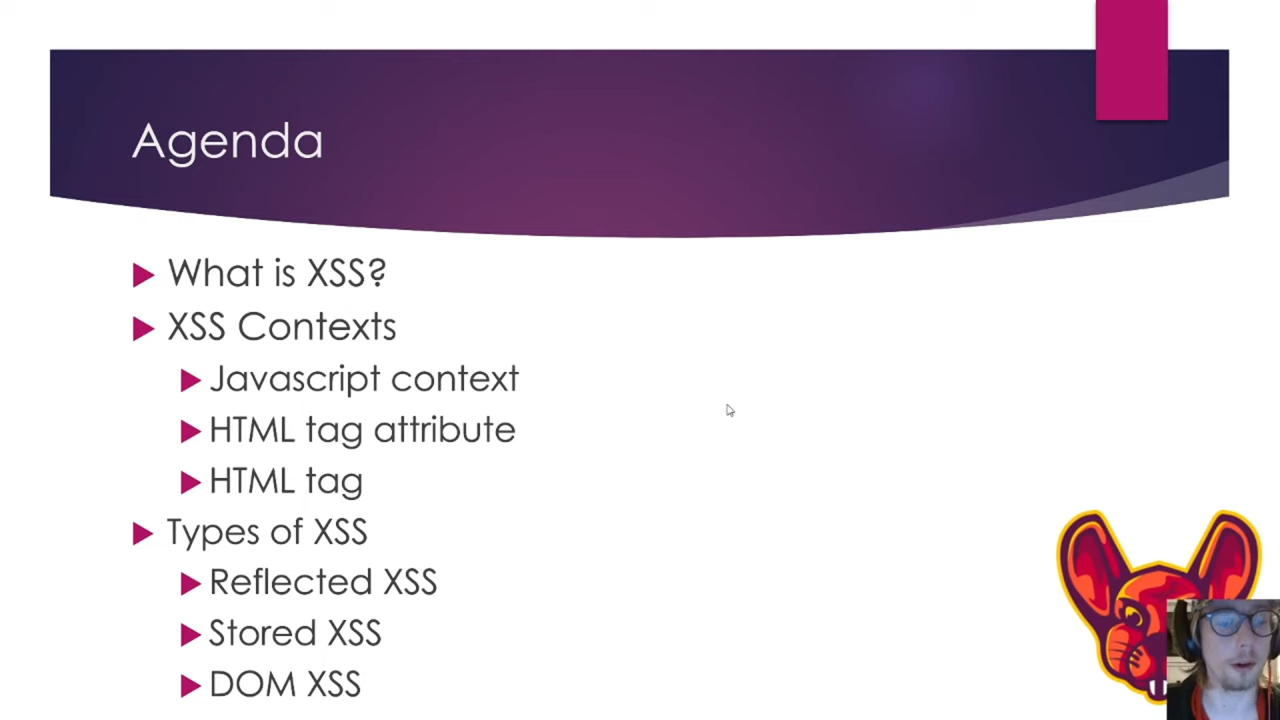 Agenda
What is XSS?
XSS Contexts
Javascript context
HTML tag attribute
HTML tag
Types of XSS
Reflected XSS
Stored XSS
DOM XSS